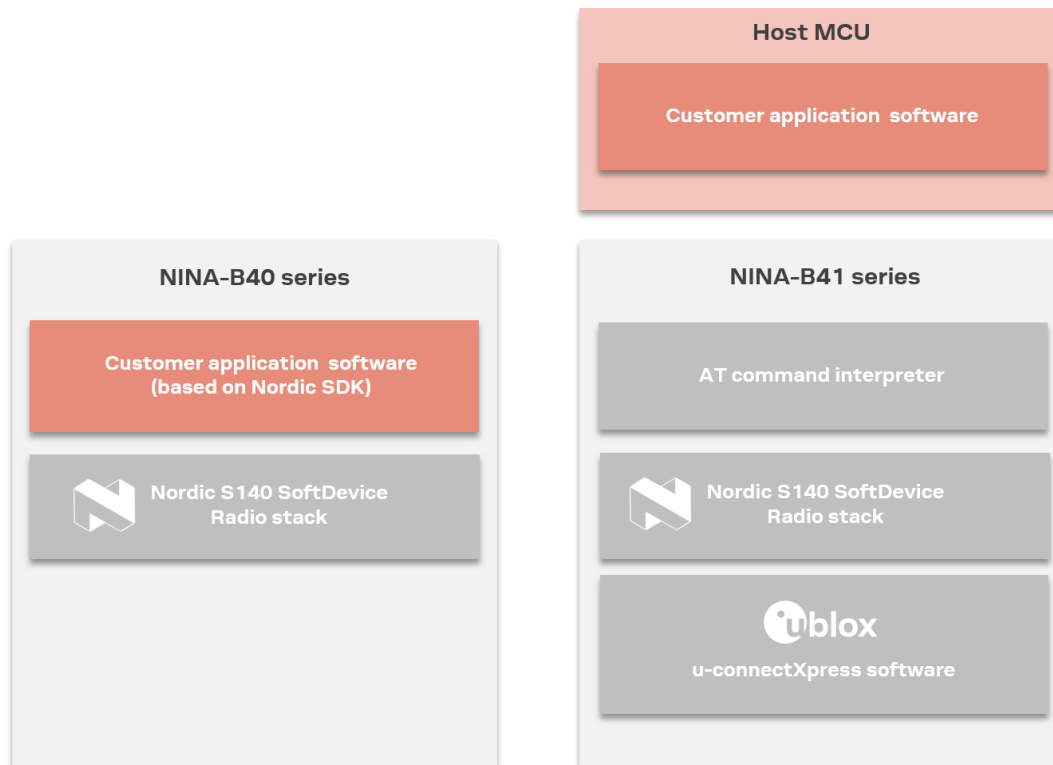 Host MCU
Customer application  software
NINA-B40 series
Customer application  software
(based on Nordic SDK)
Nordic S140 SoftDevice
Radio stack
NINA-B41 series
AT command interpreter
Nordic S140 SoftDevice
Radio stack
ublox
u-connectXpress software